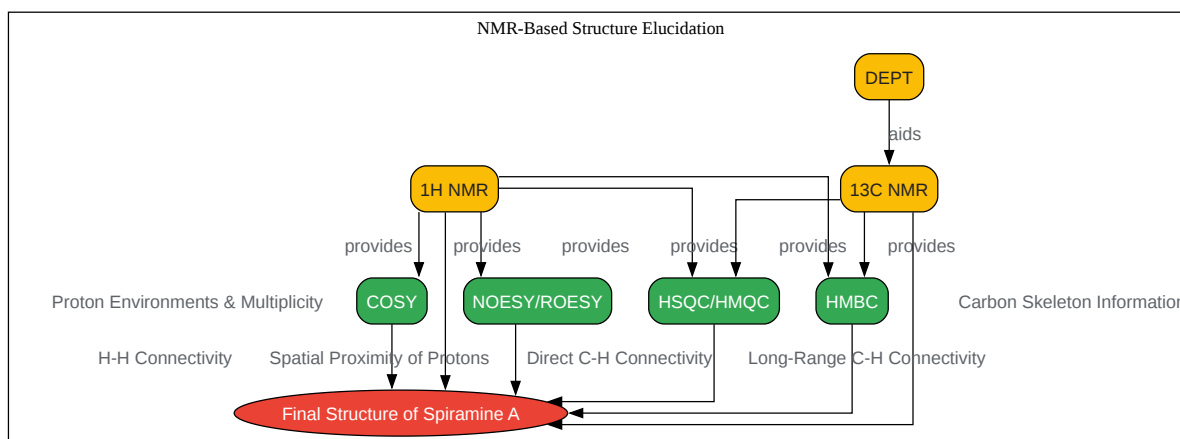 NMR-Based Structure Elucidation
DEPT
aids
1H NMR
13C NMR
provides
provides
provides
provides
provides
provides
Proton Environments & Multiplicity
COSY
NOESY/ROESY
HSQC/HMQC
HMBC
Carbon Skeleton Information
H-H Connectivity
Spatial Proximity of Protons
Direct C-H Connectivity
Long-Range C-H Connectivity
Final Structure of Spiramine A